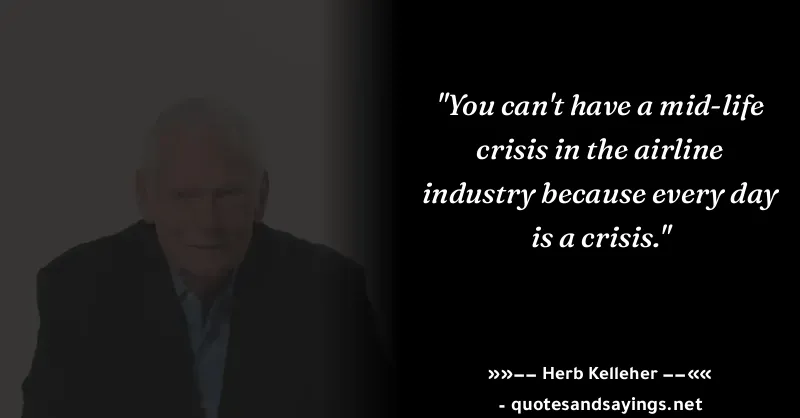 "You can't have a mid-life
crisis in the airline
industry because every day
is a crisis."
»»−− Herb Kelleher −−««
- quotesandsayings.net